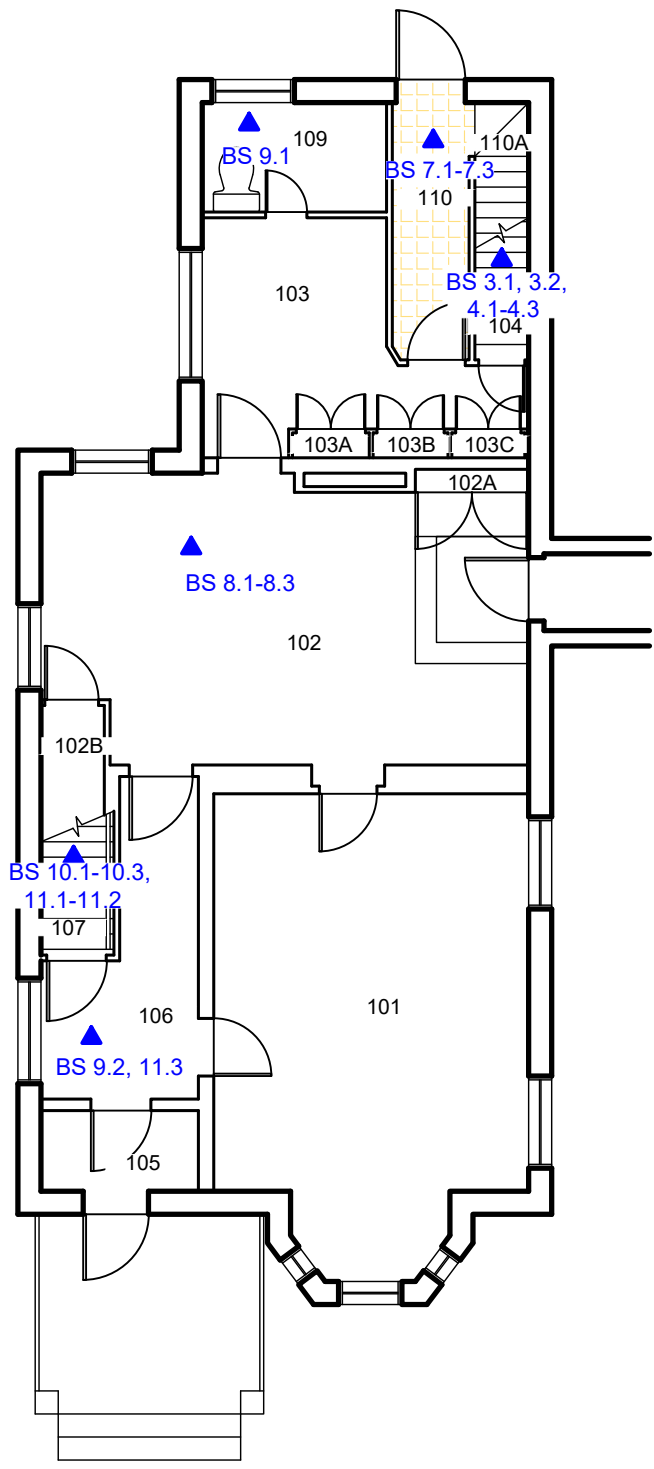 109
110A
BS 9.1
BS 7.1-7.3
110
103
BS 3.1, 3.2,
4.1-4.3
104
103A
103B
103C
102A
BS 8.1-8.3
102
102B
BS 10.1-10.3,
11.1-11.2
107
101
106
BS 9.2, 11.3
105